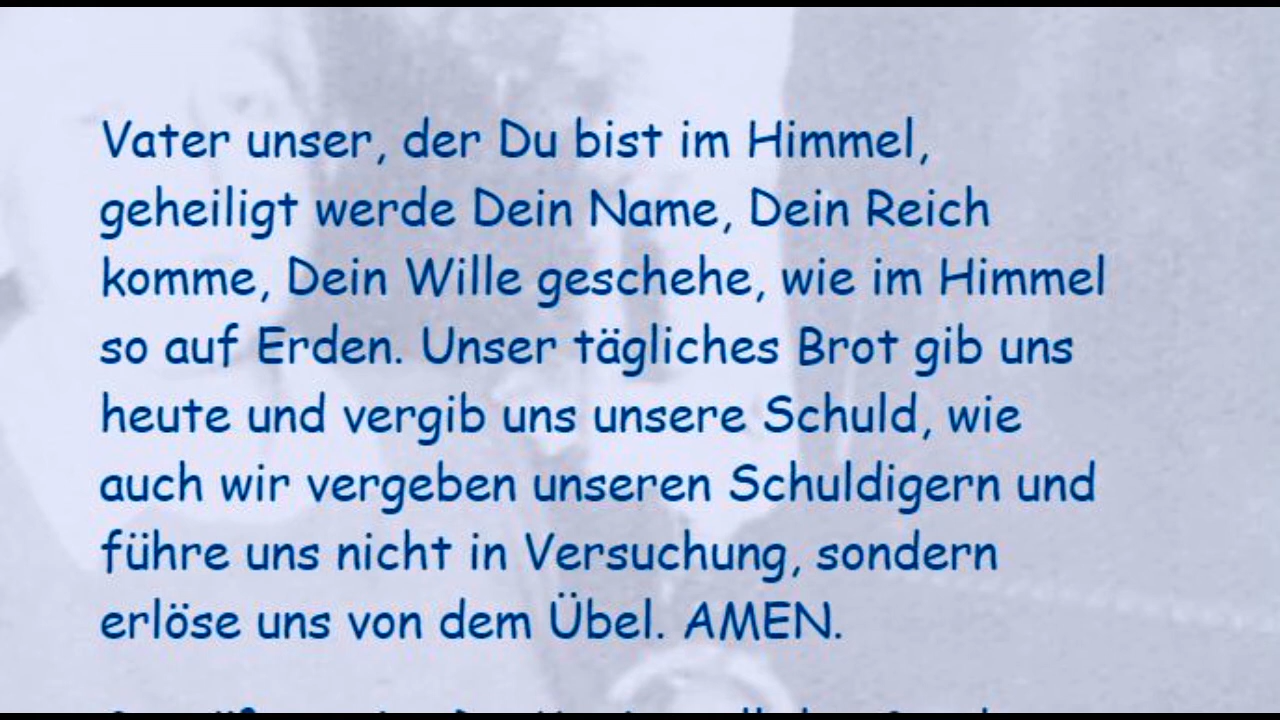 Vater unser, der Du bist im Himmel,
geheiligt werde Dein Name, Dein Reich
komme, Dein Wille geschehe, wie im Himmel
so auf Erden. Unser tägliches Brot gib uns
heute und vergib uns unsere Schuld, wie
auch wir vergeben unseren Schuldigern und
führe uns nicht in Versuchung, sondern
erlöse uns von dem Übel. AMEN.